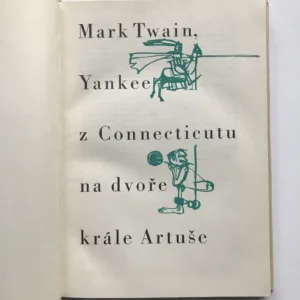 Mark Twain,
Yankee
z Connecticutu
na dvoře
krále Artuše